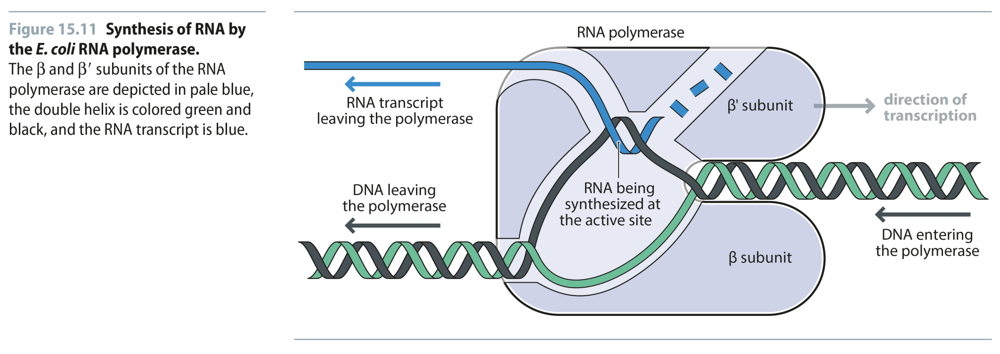 Figure 15.11 Synthesis of RNA by
the E. coli RNA polymerase.
The β and β′ subunits of the RNA
polymerase are depicted in pale blue,
the double helix is colored green and
black, and the RNA transcript is blue.
RNA polymerase
RNA transcript
leaving the polymerase
β' subunit
direction of
transcription
DNA leaving
the polymerase
RNA being
synthesized at
the active site
DNA entering
the polymerase
β subunit